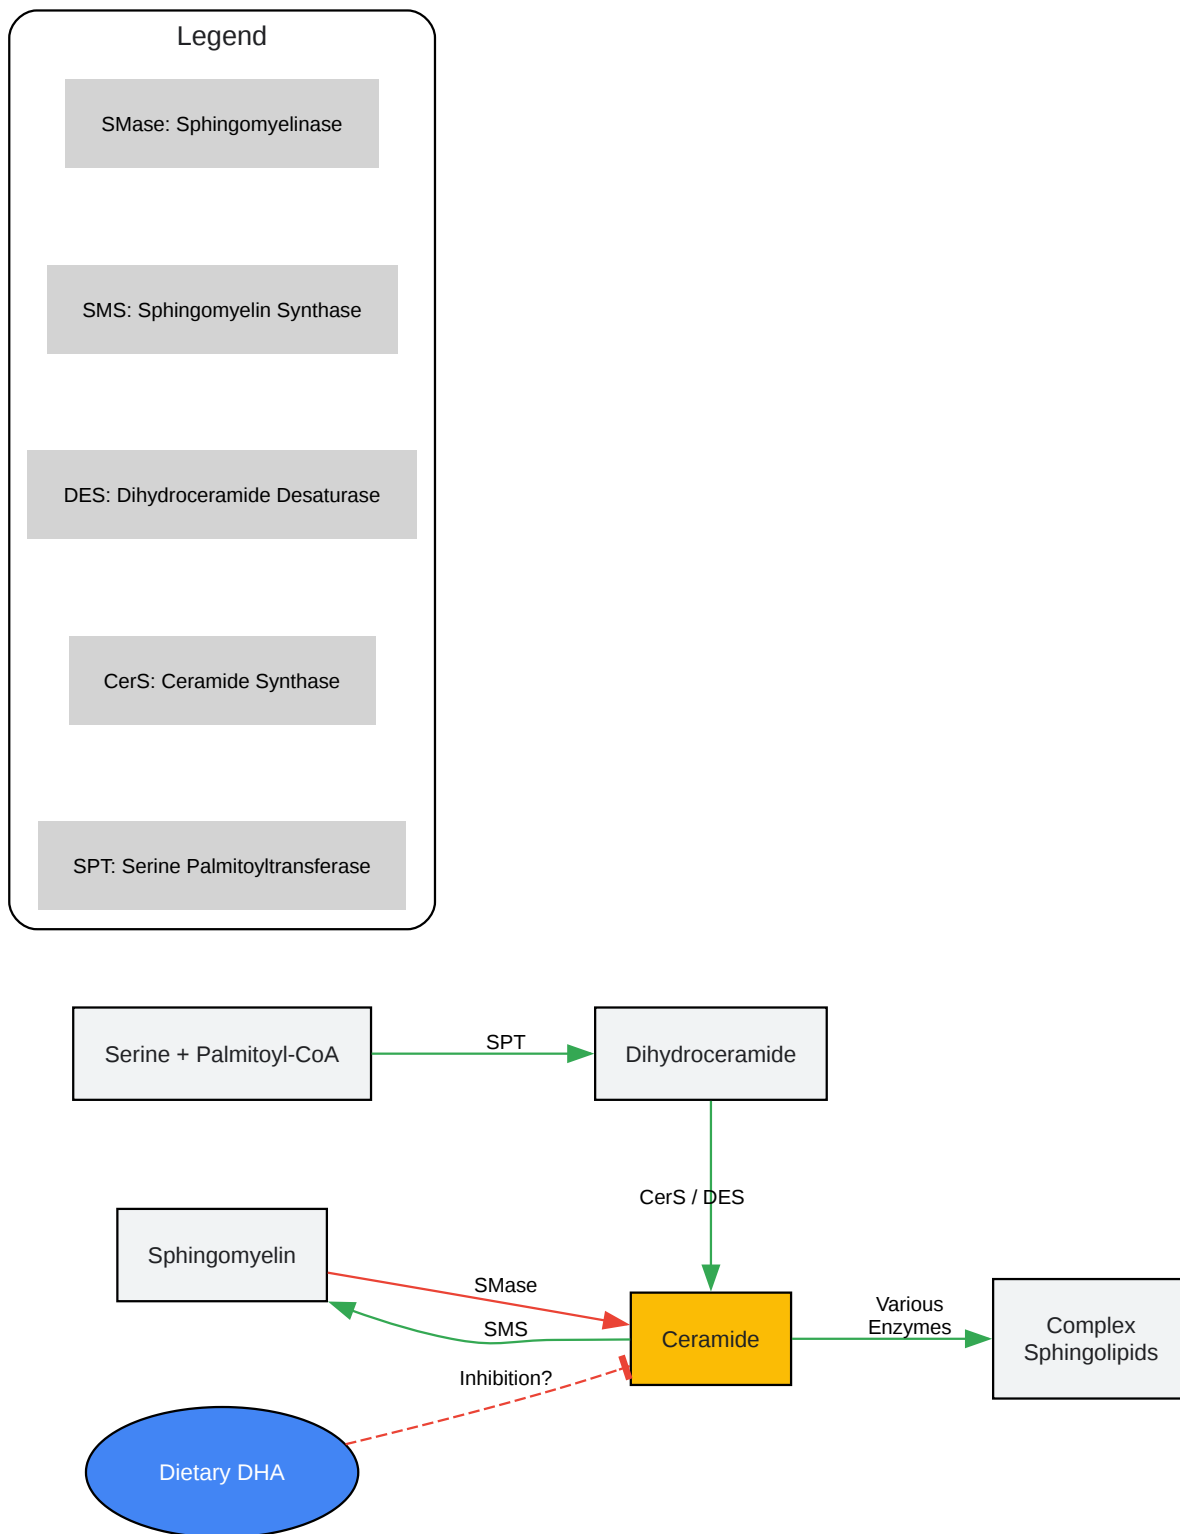 Legend
SMase: Sphingomyelinase
SMS: Sphingomyelin Synthase
DES: Dihydroceramide Desaturase
CerS: Ceramide Synthase
SPT: Serine Palmitoyltransferase
Serine + Palmitoyl-CoA
SPT
Dihydroceramide
CerS / DES
Sphingomyelin
SMase
SMS
Ceramide
Various
Enzymes
Complex
Sphingolipids
Inhibition?
Dietary DHA